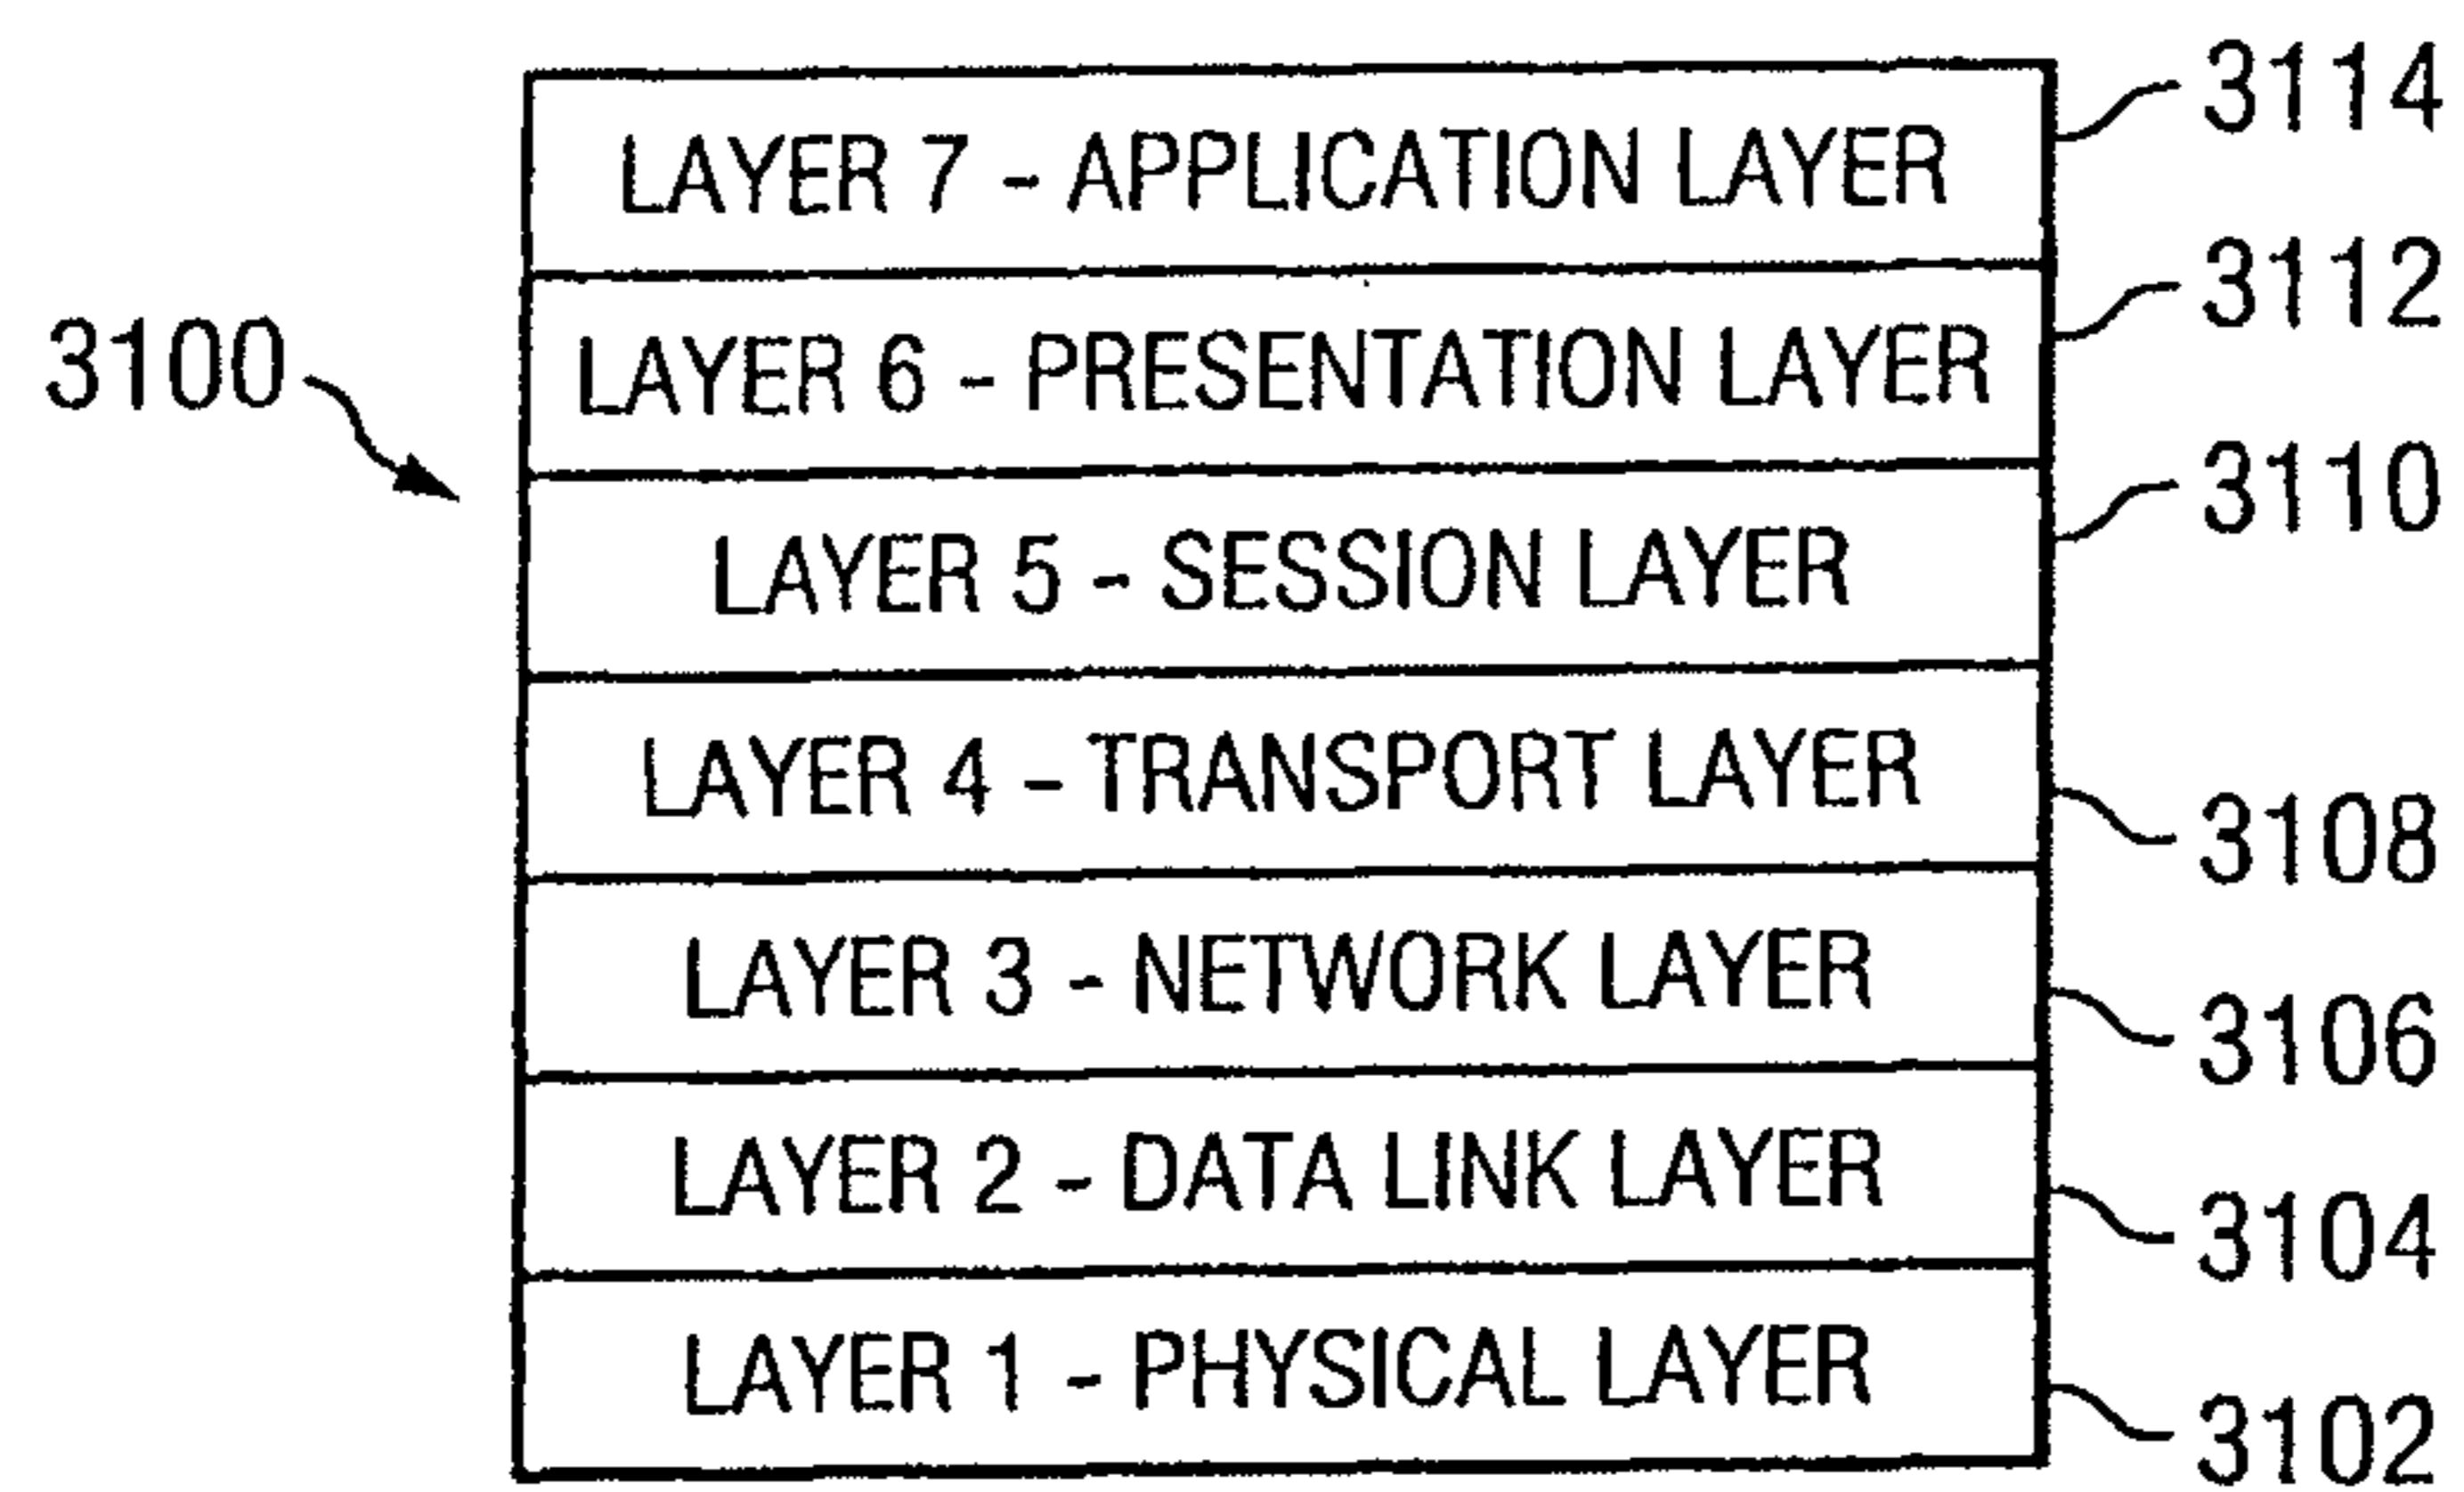 3114
LAYER 7 - APPLICATION LAYER
3112
3100
LAYER 6 - PRESENTATION LAYER
3110
LAYER 5 - SESSION LAYER
LAYER 4 - TRANSPORT LAYER
3108
LAYER 3 - NETWORK LAYER
3106
LAYER 2 - DATA LINK LAYER
3104
LAYER 1 - PHYSICAL LAYER
3102